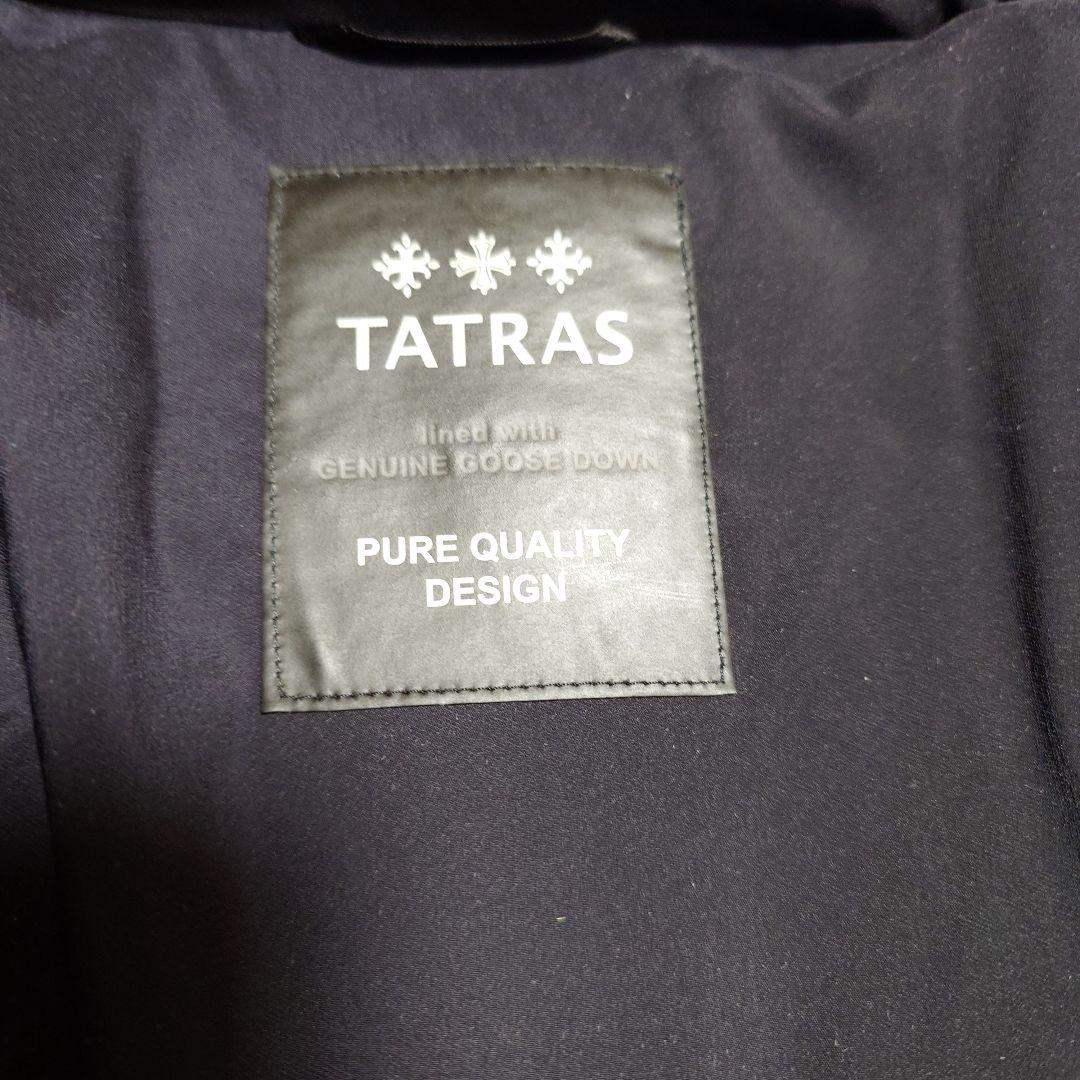 TATRAS
lined with
GENUINE GOOSE DOWN
PURE QUALITY
DESIGN